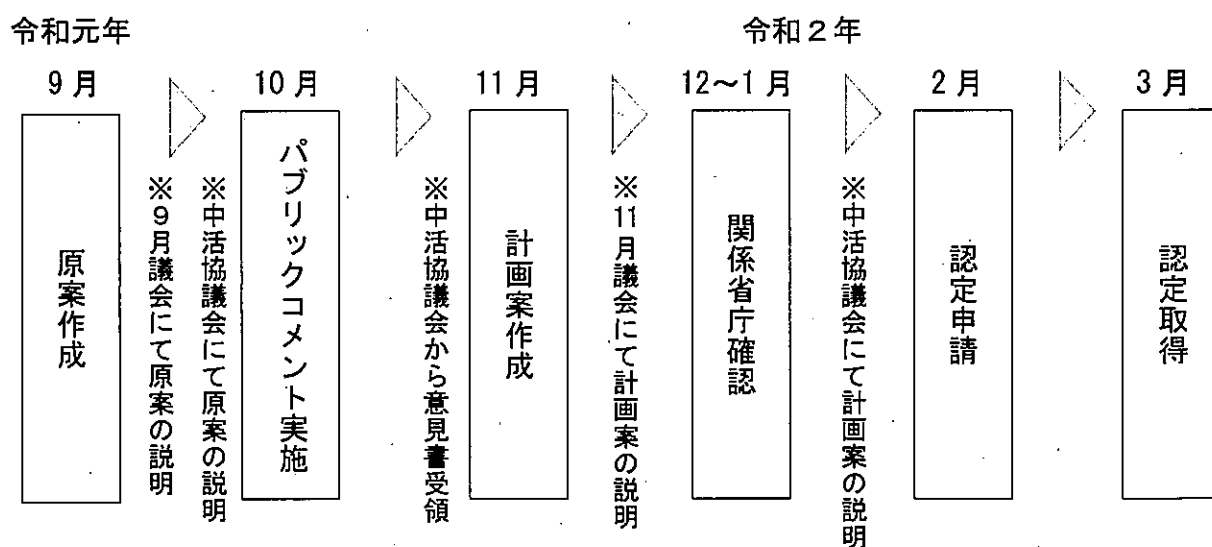 令和元年
令和2年
9月
10月
11月
12～1月
2月
3月
原案作成
※9月議会にて原案の説明
※中活協議会にて原案の説明
パブリックコメント実施
※中活協議会から意見書受領
計画案作成
※11月議会にて計画案の説明
関係省庁確認
※中活協議会にて計画案の説明
認定申請
認定取得